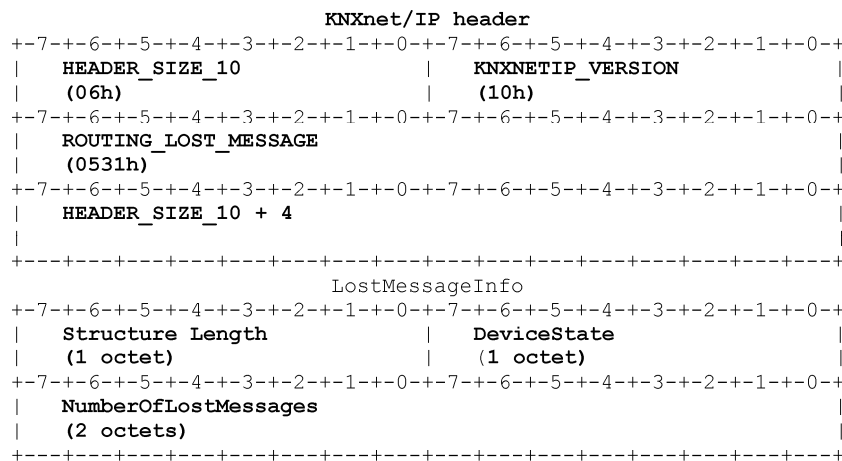 KNXnet/IP header
+-7-+-6-+-5-+-4-+-3-+-2-+-1-+-0-+-7-+-6-+-5-+-4-+-3-+-2-+-1-+-0-+
| HEADER_SIZE_10 | KNXNETIP_VERSION |
| (06h) | (10h) |
+-7-+-6-+-5-+-4-+-3-+-2-+-1-+-0-+-7-+-6-+-5-+-4-+-3-+-2-+-1-+-0-+
| ROUTING_LOST_MESSAGE |
| (0531h) |
+-7-+-6-+-5-+-4-+-3-+-2-+-1-+-0-+-7-+-6-+-5-+-4-+-3-+-2-+-1-+-0-+
| HEADER_SIZE_10 + 4 |
| |
+---+---+---+---+---+---+---+---+---+---+---+---+---+---+---+---+
LostMessageInfo
+-7-+-6-+-5-+-4-+-3-+-2-+-1-+-0-+-7-+-6-+-5-+-4-+-3-+-2-+-1-+-0-+
| Structure Length | DeviceState |
| (1 octet) | (1 octet) |
+-7-+-6-+-5-+-4-+-3-+-2-+-1-+-0-+-7-+-6-+-5-+-4-+-3-+-2-+-1-+-0-+
| NumberOfLostMessages |
| (2 octets) |
+---+---+---+---+---+---+---+---+---+---+---+---+---+---+---+---+